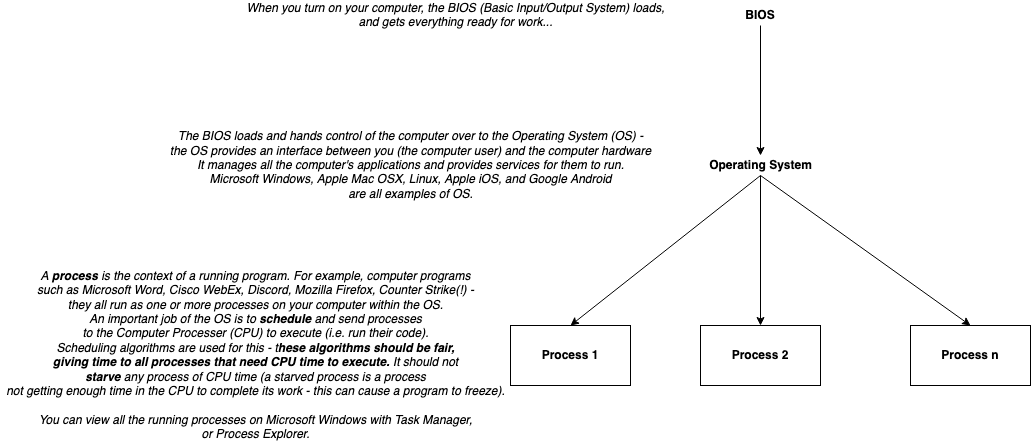 When you turn on your computer, the BIOS (Basic Input/Output System) loads,
and gets everything ready for work...
BIOS
The BIOS loads and hands control of the computer over to the Operating System (OS) -
the OS provides an interface between you (the computer user) and the computer hardware
It manages all the computer's applications and provides services for them to run.
Microsoft Windows, Apple Mac OSX, Linux, Apple iOS, and Google Android
are all examples of OS.
Operating System
A process is the context of a running program. For example, computer programs
such as Microsoft Word, Cisco WebEx, Discord, Mozilla Firefox, Counter Strike(!) -
they all run as one or more processes on your computer within the OS.
An important job of the OS is to schedule and send processes
to the Computer Processer (CPU) to execute (i.e. run their code).
Scheduling algorithms are used for this - these algorithms should be fair,
giving time to all processes that need CPU time to execute. It should not
starve any process of CPU time (a starved process is a process
not getting enough time in the CPU to complete its work - this can cause a program to freeze).
You can view all the running processes on Microsoft Windows with Task Manager,
or Process Explorer.
Process 1
Process 2
Process n